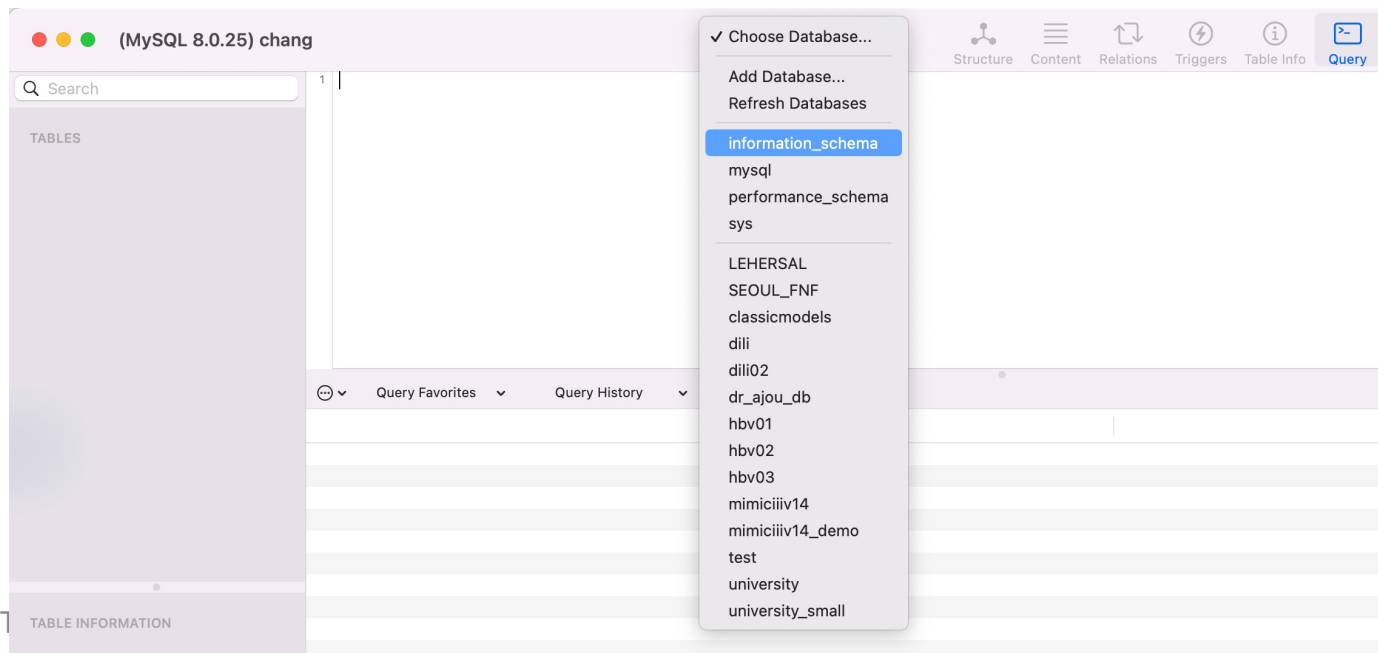 (MySQL 8.0.25) chang
Structure
Content
Relations
Triggers
Table Info
Query
Search
TABLES
1
✓ Choose Database...
Add Database...
Refresh Databases
information_schema
mysql
performance_schema
sys
LEHERSAL
SEOUL_FNF
classicmodels
dili
dili02
dr_ajou_db
hbv01
hbv02
hbv03
mimiciiiv14
mimiciiiv14_demo
test
university
university_small
Query Favorites
Query History
TABLE INFORMATION